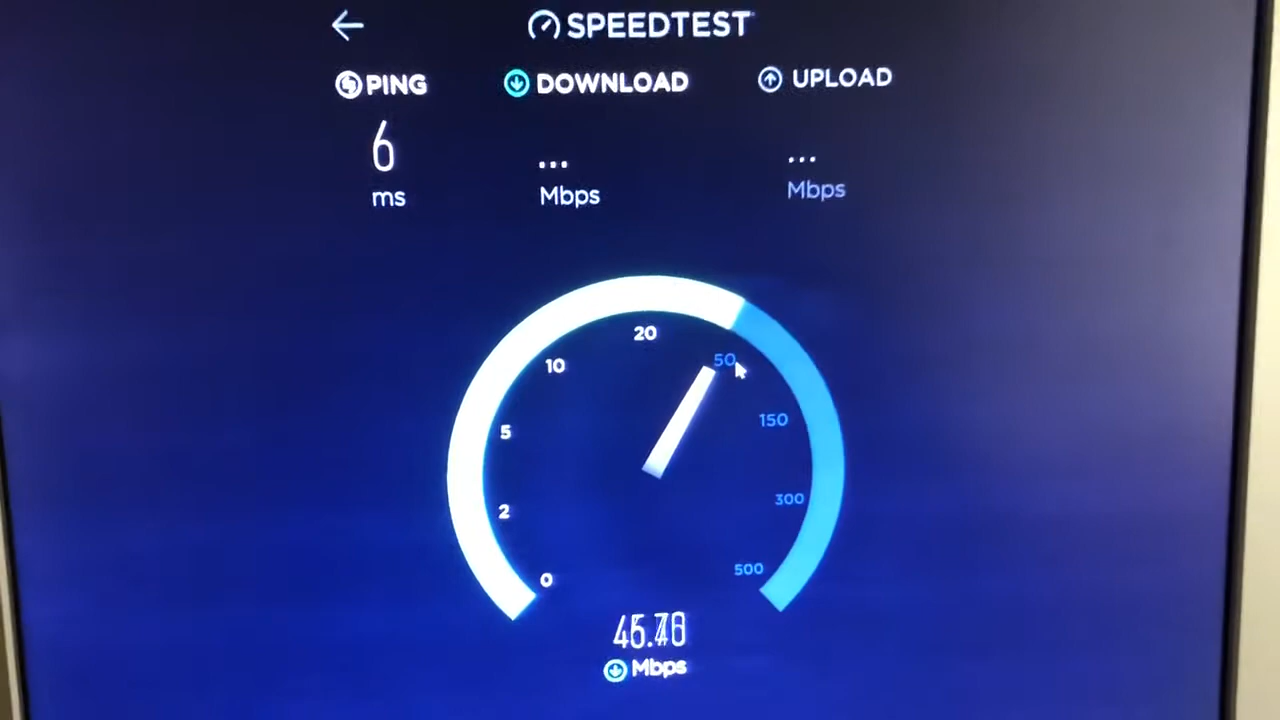 SPEEDTEST
PING DOWNLOAD UPLOAD
6 ... ...
ms Mbps Mbps
20
10 50
5 150
2 300
0 500
Mbps